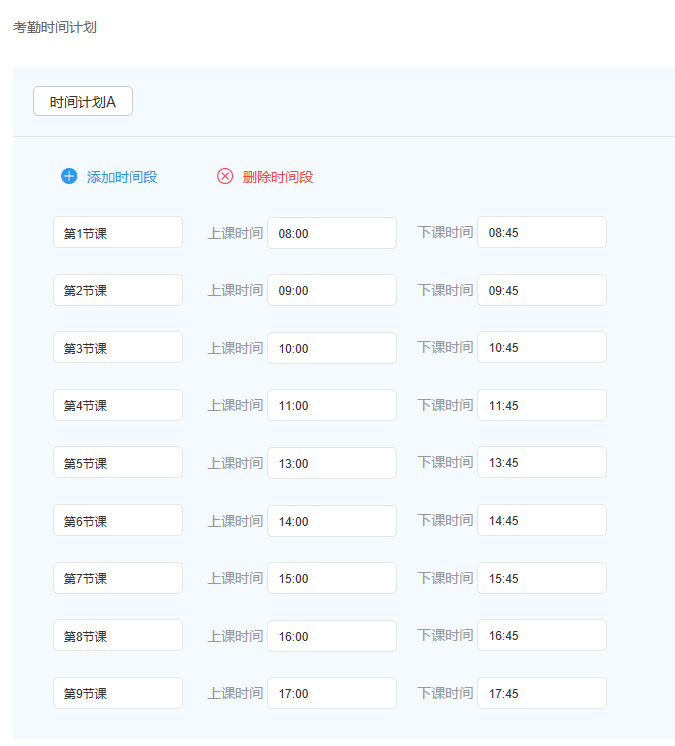 考勤时间计划
时间计划A
添加时间段 删除时间段
第1节课 上课时间 08:00 下课时间 08:45
第2节课 上课时间 09:00 下课时间 09:45
第3节课 上课时间 10:00 下课时间 10:45
第4节课 上课时间 11:00 下课时间 11:45
第5节课 上课时间 13:00 下课时间 13:45
第6节课 上课时间 14:00 下课时间 14:45
第7节课 上课时间 15:00 下课时间 15:45
第8节课 上课时间 16:00 下课时间 16:45
第9节课 上课时间 17:00 下课时间 17:45